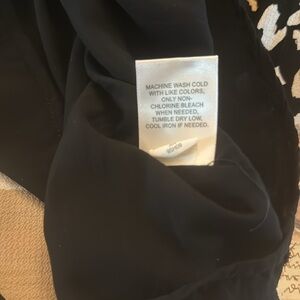 MACHINE WASH COLD
WITH LIKE COLORS,
ONLY NON-
CHLORINE BLEACH
WHEN NEEDED,
TUMBLE DRY LOW,
COOL IRON IF NEEDED.